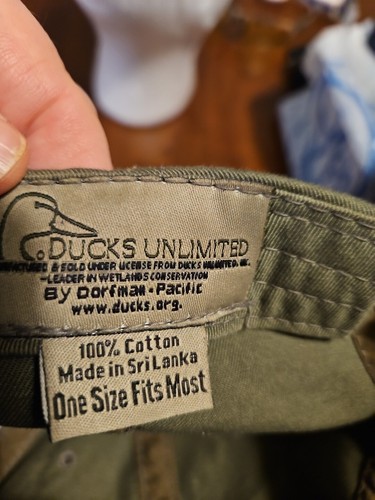 DUCKS UNLIMITED
MANUFACTURED & SOLD UNDER LICENSE FROM DUCKS UNLIMITED, INC.
-LEADER IN WETLANDS CONSERVATION
By Dorfman-Pacific
www.ducks.org.
100% Cotton
Made in Sri Lanka
One Size Fits Most